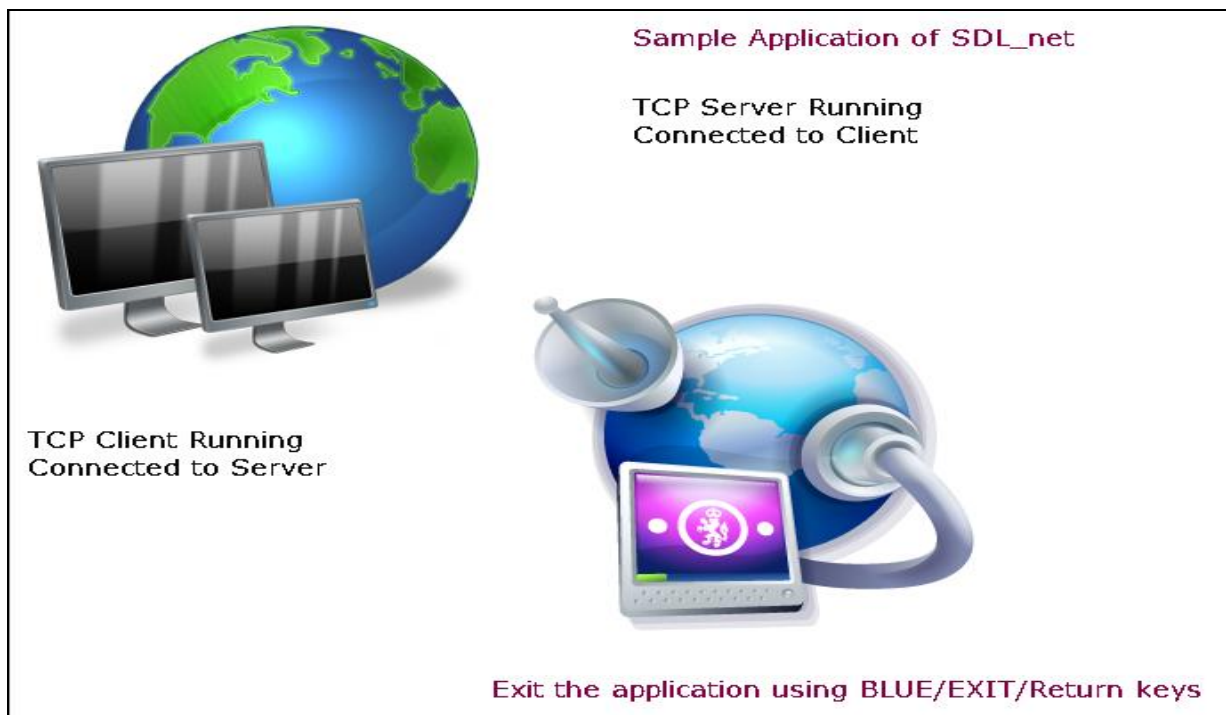 Sample Application of SDL_net
TCP Server Running
Connected to Client
TCP Client Running
Connected to Server
Exit the application using BLUE/EXIT/Return keys